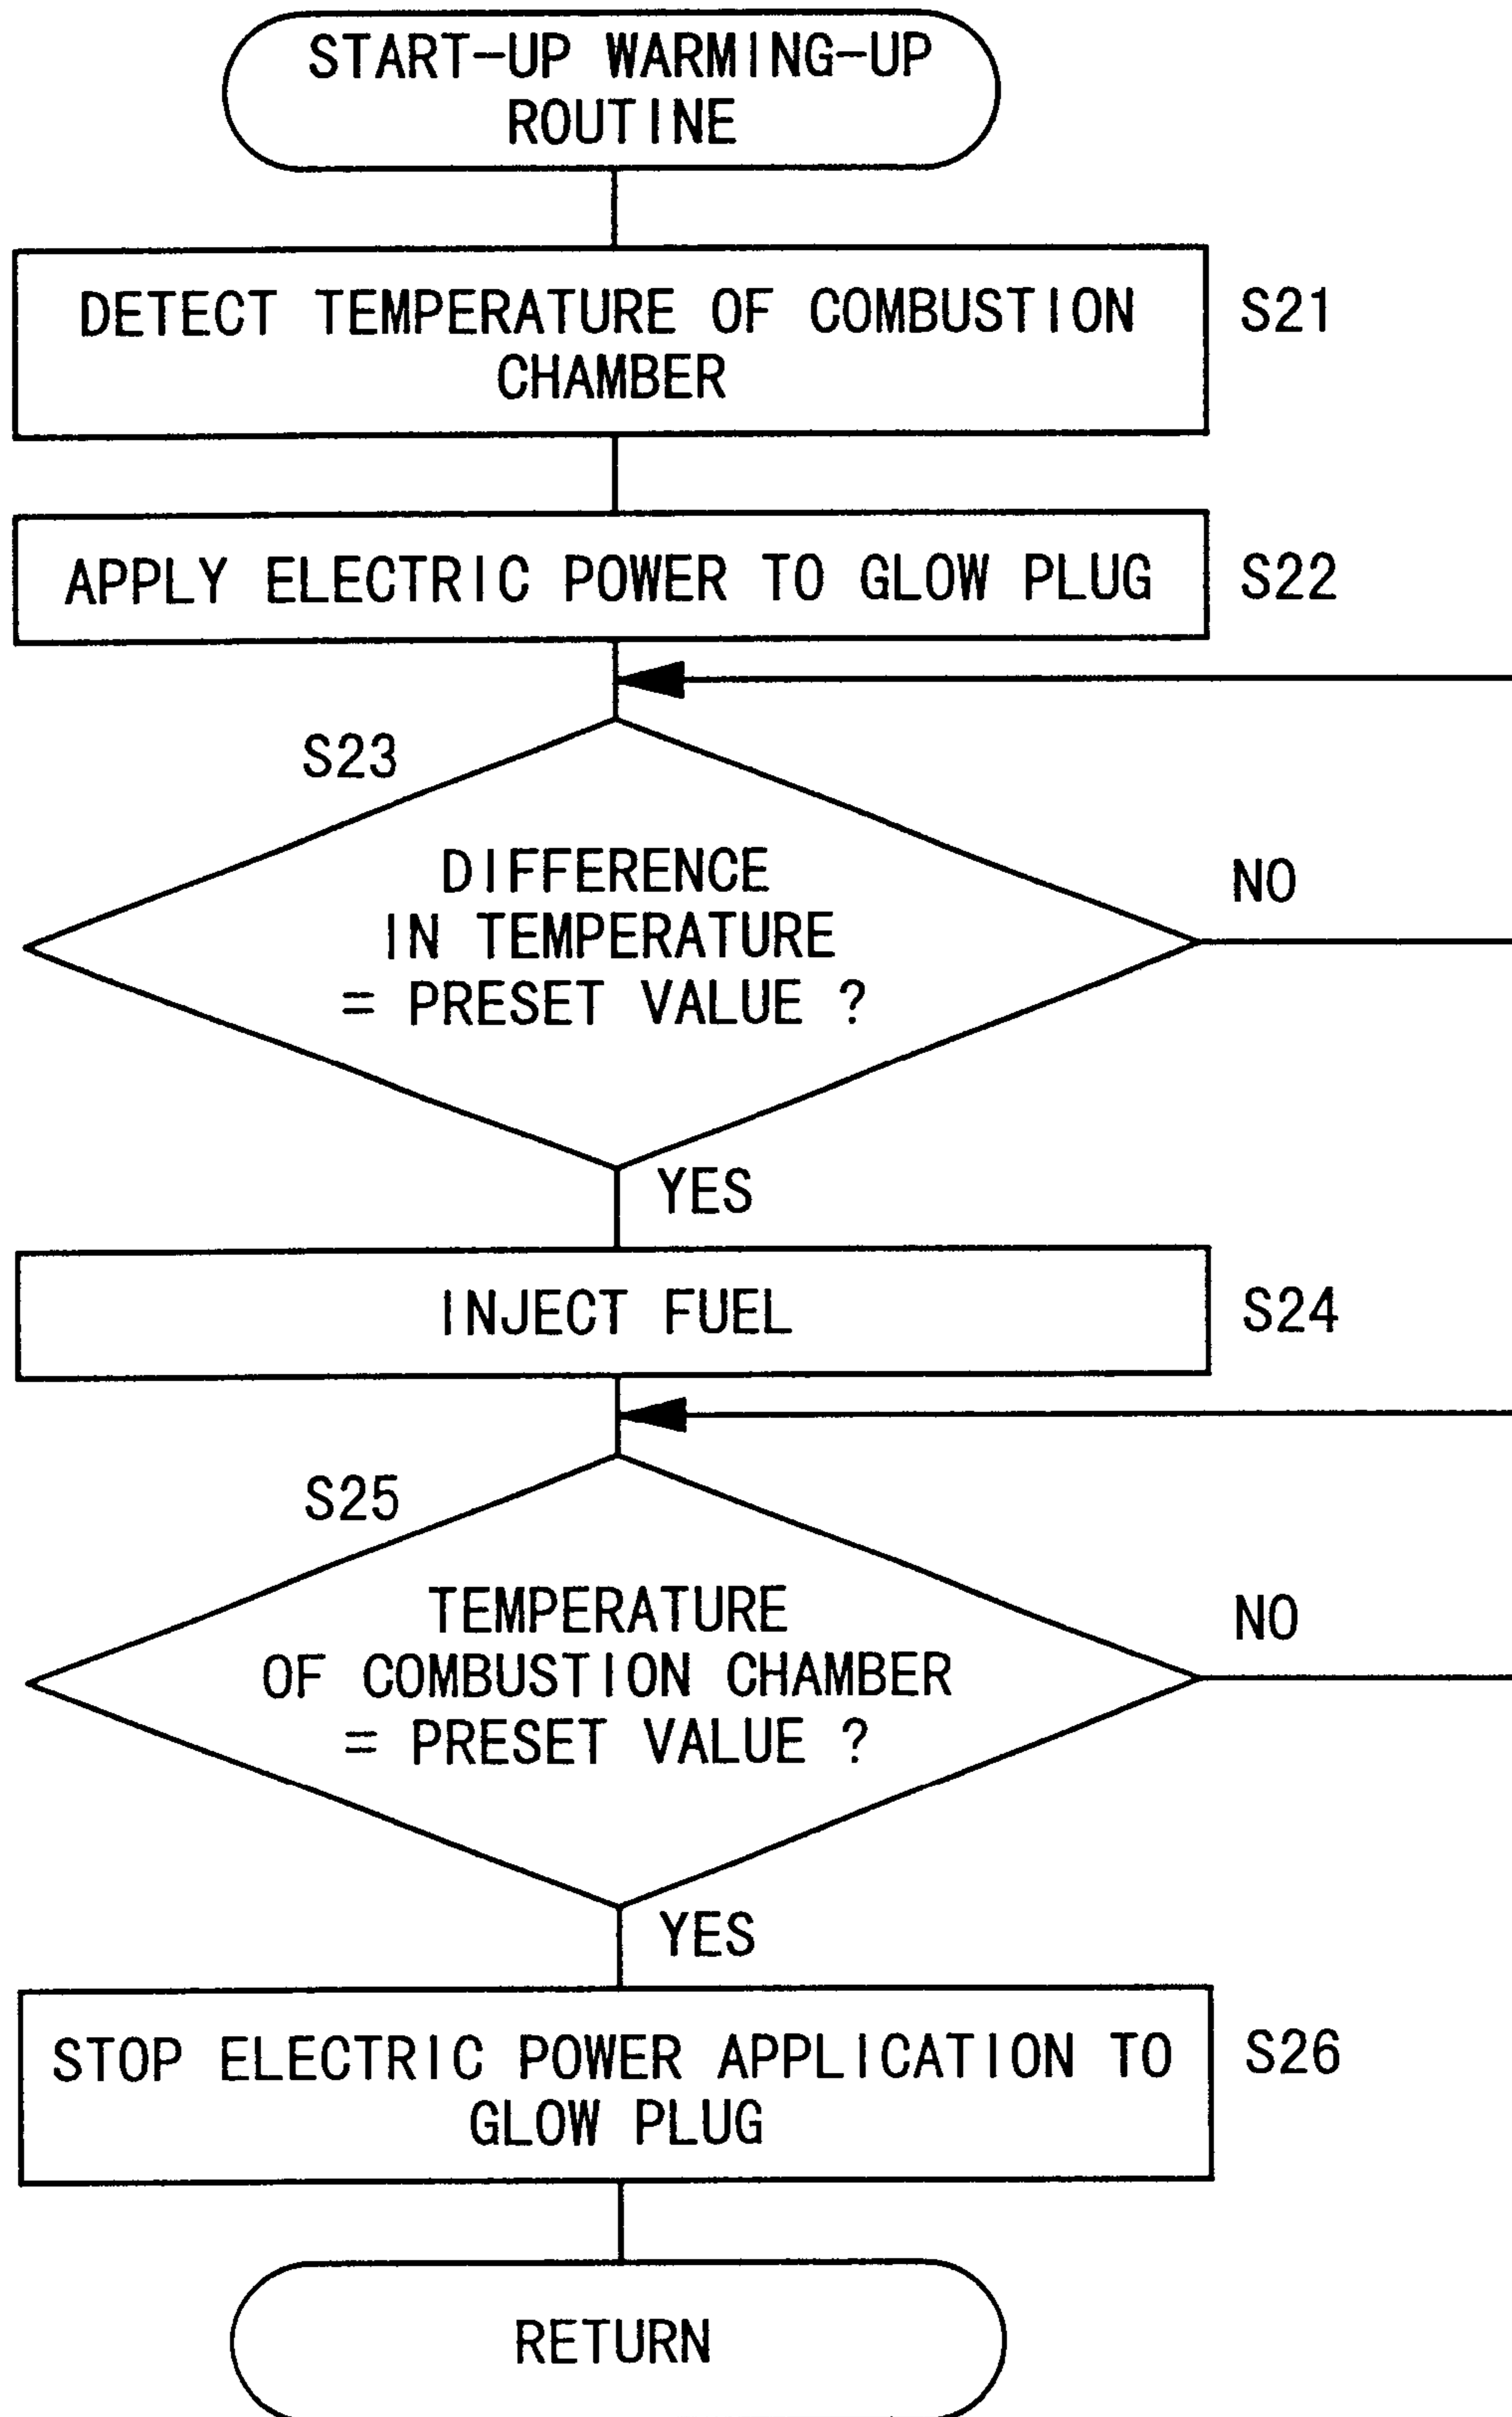 START-UP WARMING-UP
ROUTINE
DETECT TEMPERATURE OF COMBUSTION
CHAMBER
S21
APPLY ELECTRIC POWER TO GLOW PLUG
S22
S23
DIFFERENCE
IN TEMPERATURE
= PRESET VALUE ?
NO
YES
INJECT FUEL
S24
S25
TEMPERATURE
OF COMBUSTION CHAMBER
= PRESET VALUE ?
NO
YES
STOP ELECTRIC POWER APPLICATION TO
GLOW PLUG
S26
RETURN